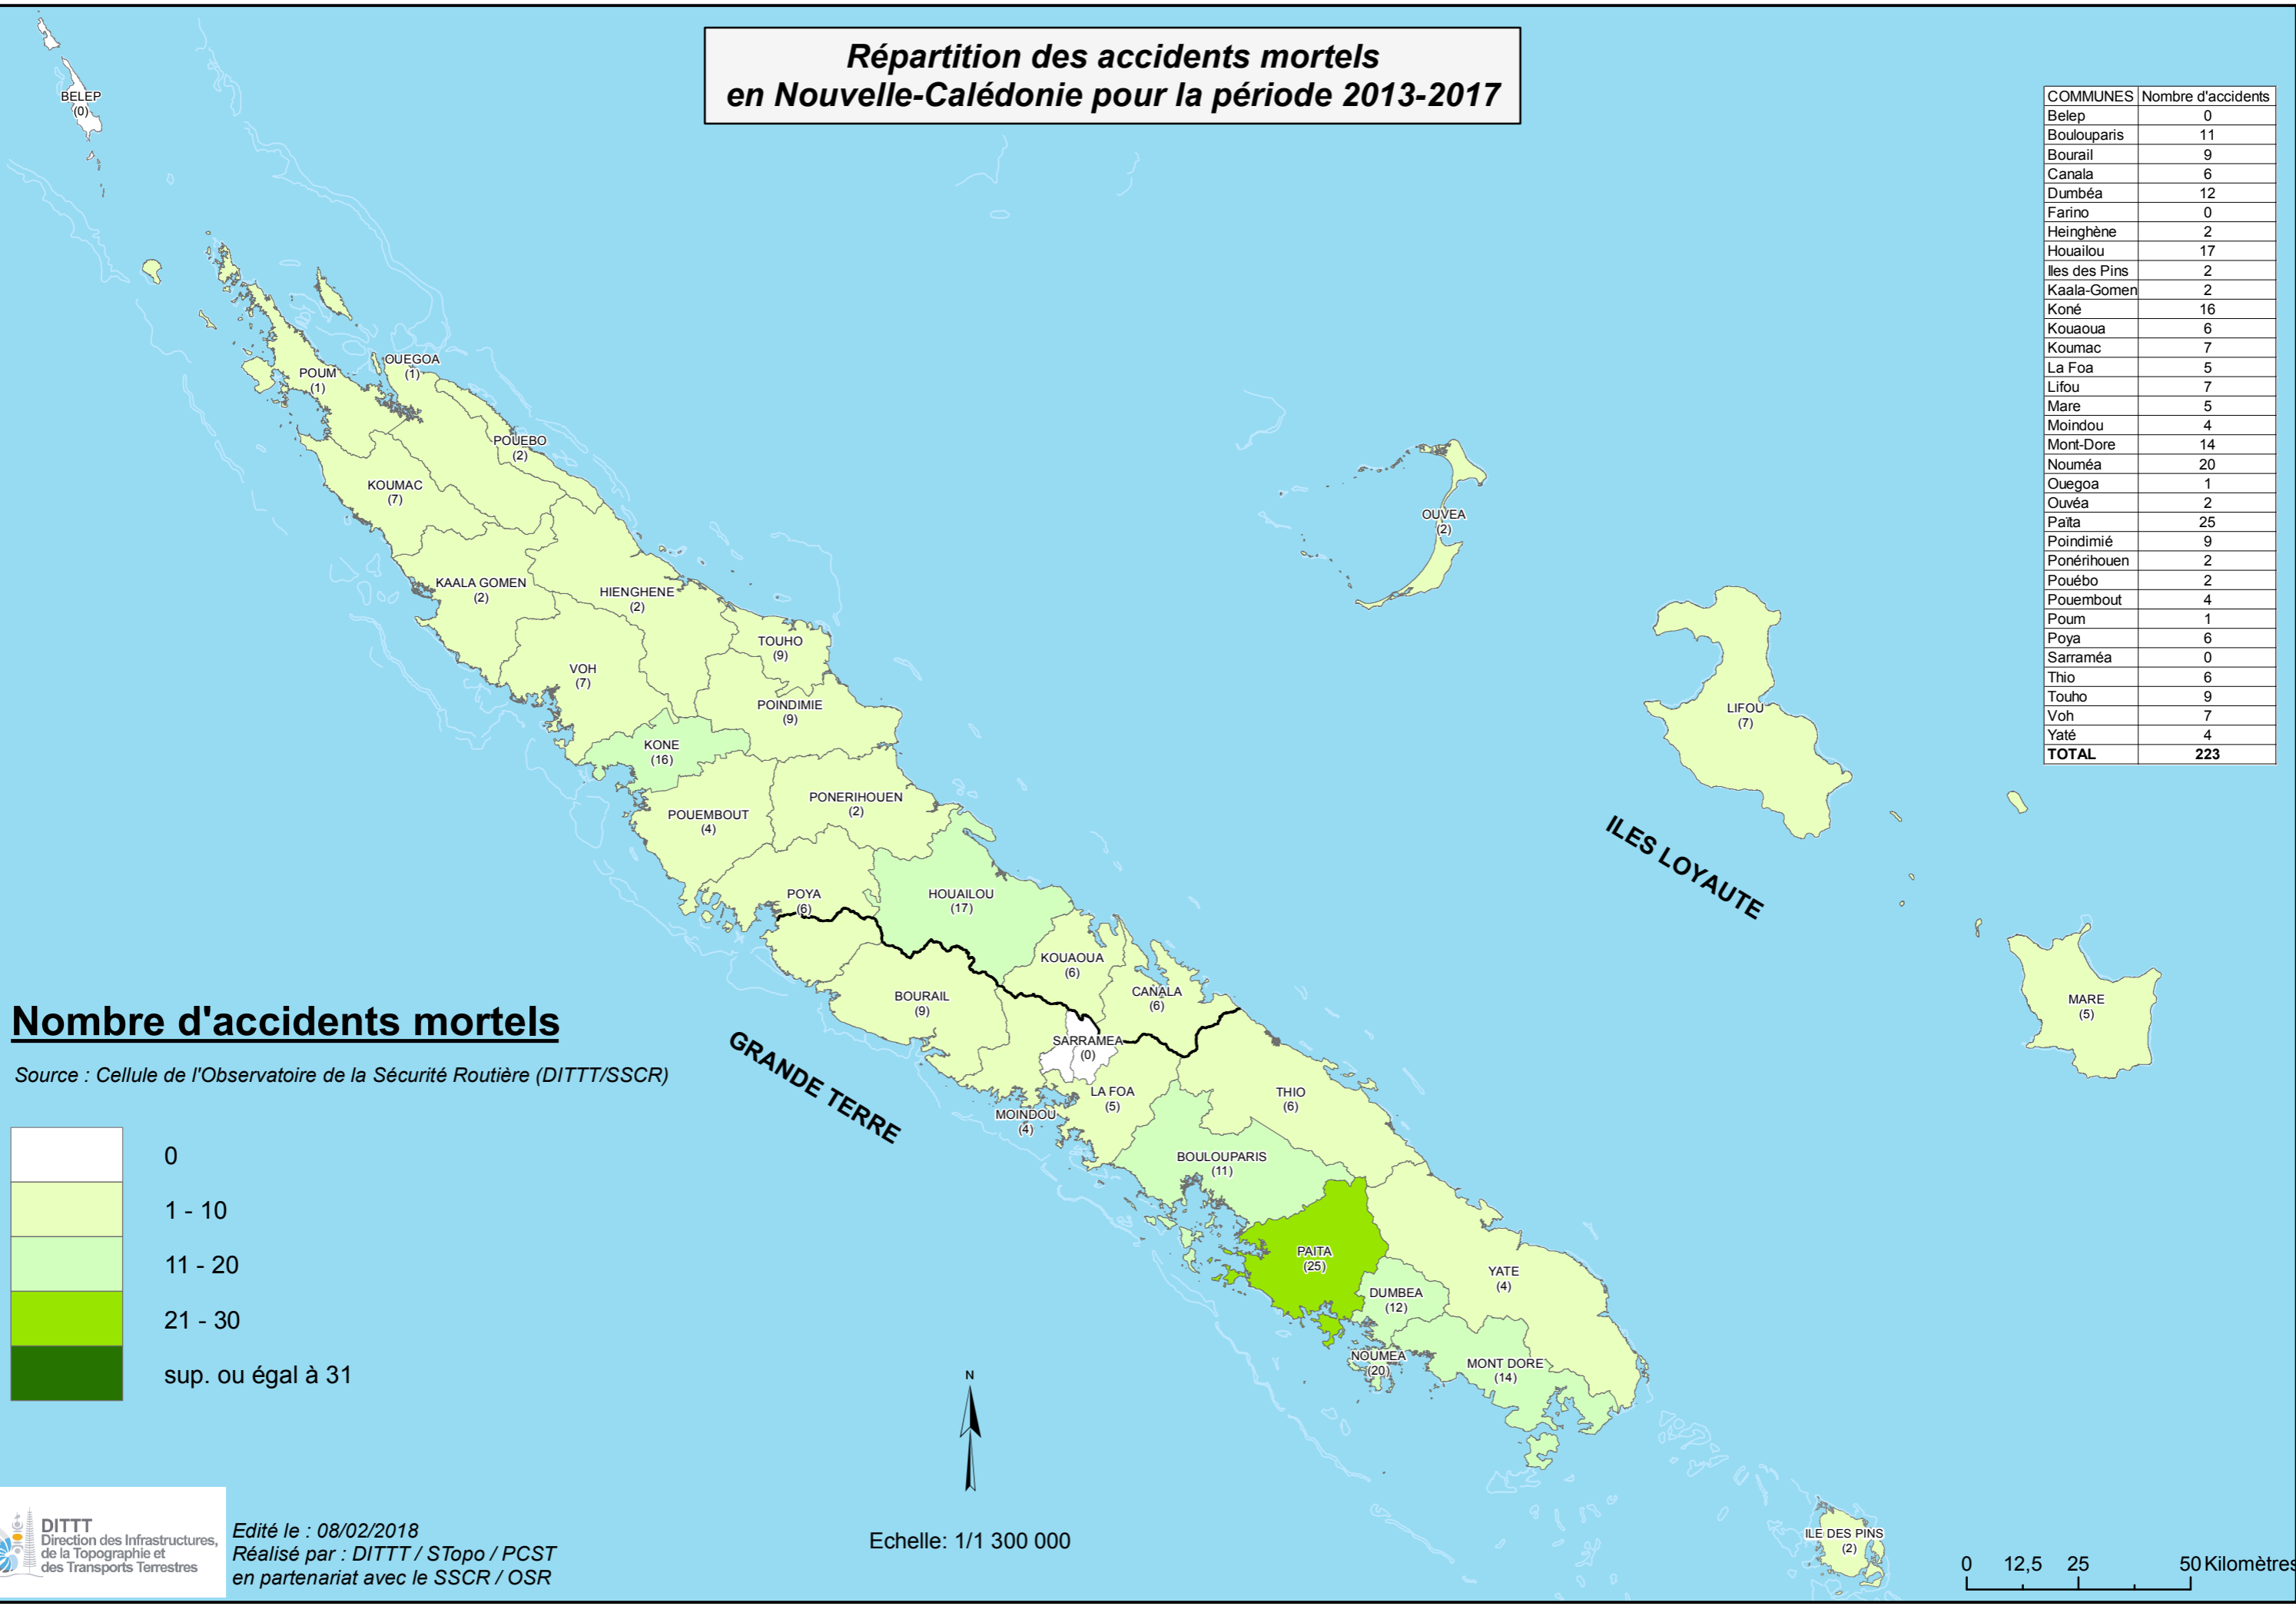 Répartition des accidents mortels
en Nouvelle-Calédonie pour la période 2013-2017
COMMUNES Nombre d'accidents
Belep 0
Boulouparis 11
Bourail 9
Canala 6
Dumbéa 12
Farino 0
Heinghène 2
Houailou 17
Iles des Pins 2
Kaala-Gomen 2
Koné 16
Kouaoua 6
Koumac 7
La Foa 5
Lifou 7
Mare 5
Moindou 4
Mont-Dore 14
Nouméa 20
Ouegoa 1
Ouvéa 2
Païta 25
Poindimié 9
Ponérihouen 2
Pouébo 2
Pouembout 4
Poum 1
Poya 6
Sarraméa 0
Thio 6
Touho 9
Voh 7
Yaté 4
TOTAL 223
BELEP
(0)
OUEGOA
(1)
POUM
(1)
POUEBO
(2)
KOUMAC
(7)
OUVEA
(2)
KAALA GOMEN
(2)
HIENGHENE
(2)
TOUHO
(9)
VOH
(7)
POINDIMIE
(9)
LIFOU
(7)
KONE
(16)
PONERIHOUEN
(2)
POUEMBOUT
(4)
ILES LOYAUTE
POYA
(6)
HOUAILOU
(17)
KOUAOUA
(6)
CANALA
(6)
BOURAIL
(9)
MARE
(5)
SARRAMEA
(0)
GRANDE TERRE
LA FOA
(5)
THIO
(6)
MOINDOU
(4)
BOULOUPARIS
(11)
PAITA
(25)
YATE
(4)
DUMBEA
(12)
NOUMEA
(20)
MONT DORE
(14)
ILE DES PINS
(2)
Nombre d'accidents mortels
Source : Cellule de l'Observatoire de la Sécurité Routière (DITTT/SSCR)
0
1 - 10
11 - 20
21 - 30
sup. ou égal à 31
N
Echelle: 1/1 300 000
DITTT
Direction des Infrastructures,
de la Topographie et
des Transports Terrestres
Edité le : 08/02/2018
Réalisé par : DITTT / STopo / PCST
en partenariat avec le SSCR / OSR
0 12,5 25 50 Kilomètres